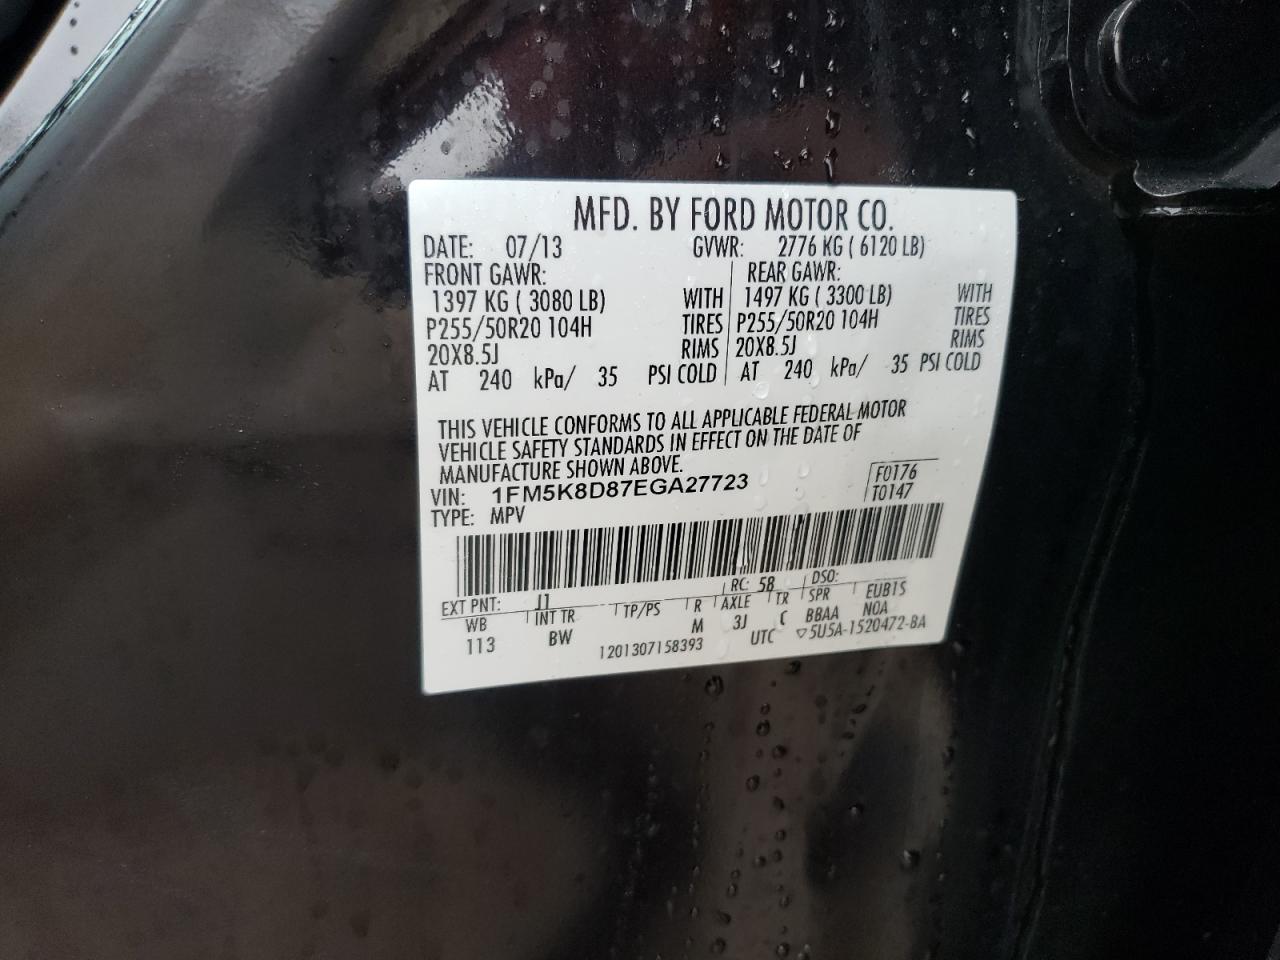 MFD. BY FORD MOTOR CO.
DATE: 07/13 GVWR: 2776 KG ( 6120 LB)
FRONT GAWR: REAR GAWR:
1397 KG ( 3080 LB) WITH 1497 KG ( 3300 LB) WITH
P255/50R20 104H TIRES P255/50R20 104H TIRES
20X8.5J RIMS 20X8.5J RIMS
AT 240 kPa/ 35 PSI COLD AT 240 kPa/ 35 PSI COLD
THIS VEHICLE CONFORMS TO ALL APPLICABLE FEDERAL MOTOR
VEHICLE SAFETY STANDARDS IN EFFECT ON THE DATE OF
MANUFACTURE SHOWN ABOVE.
VIN: 1FM5K8D87EGA27723 F0176
TYPE: MPV T0147
EXT PNT: J1 RC: 58 DSO:
WB INT TR TP/PS R AXLE TR SPR EUB1S
113 BW M 3J C BBAA N0A
1201307158393 UTC ▽5U5A-1520472-BA